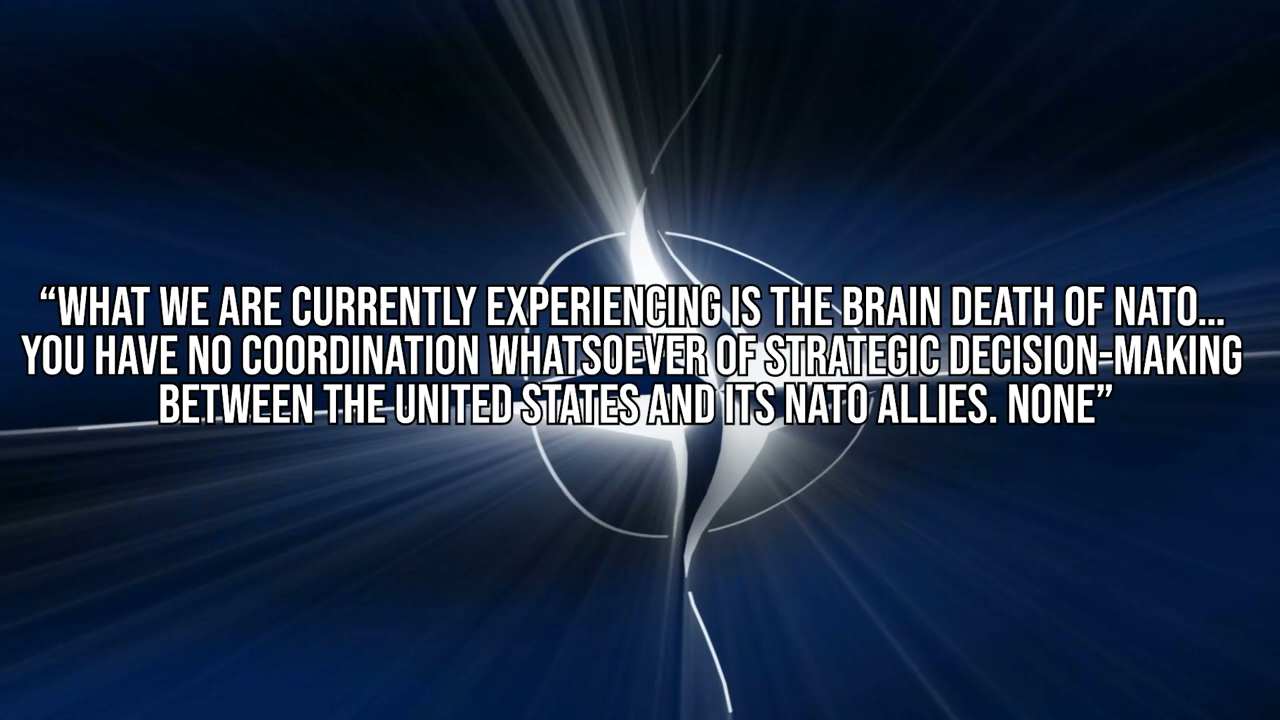 “WHAT WE ARE CURRENTLY EXPERIENCING IS THE BRAIN DEATH OF NATO...
YOU HAVE NO COORDINATION WHATSOEVER OF STRATEGIC DECISION-MAKING
BETWEEN THE UNITED STATES AND ITS NATO ALLIES. NONE”